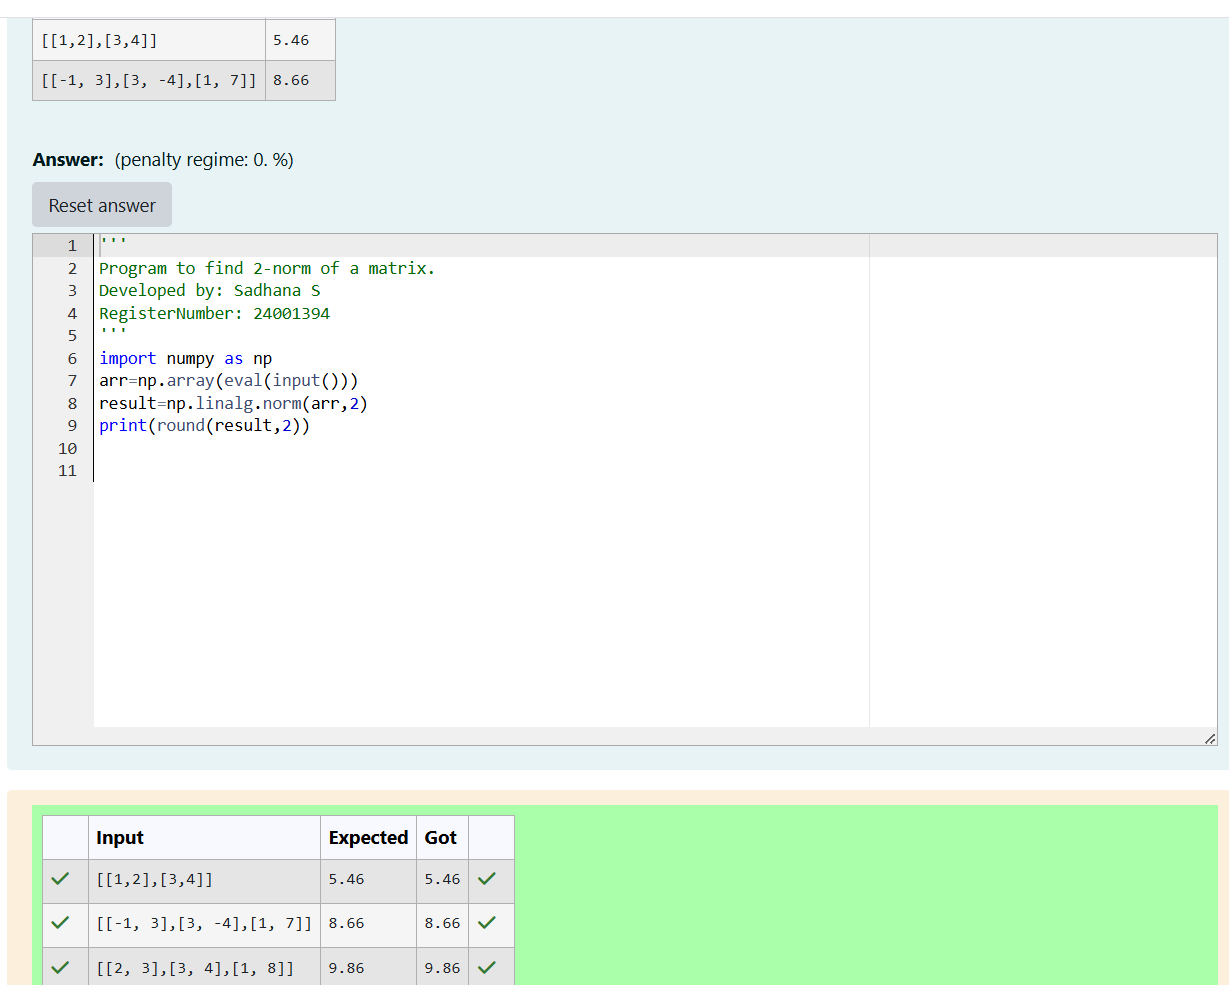 [[1,2],[3,4]] 5.46
[[-1, 3],[3, -4],[1, 7]] 8.66
Answer: (penalty regime: 0. %)
Reset answer
1 '''
2 Program to find 2-norm of a matrix.
3 Developed by: Sadhana S
4 RegisterNumber: 24001394
5 '''
6 import numpy as np
7 arr=np.array(eval(input()))
8 result=np.linalg.norm(arr,2)
9 print(round(result,2))
10
11
Input Expected Got
[[1,2],[3,4]] 5.46 5.46
[[-1, 3],[3, -4],[1, 7]] 8.66 8.66
[[2, 3],[3, 4],[1, 8]] 9.86 9.86